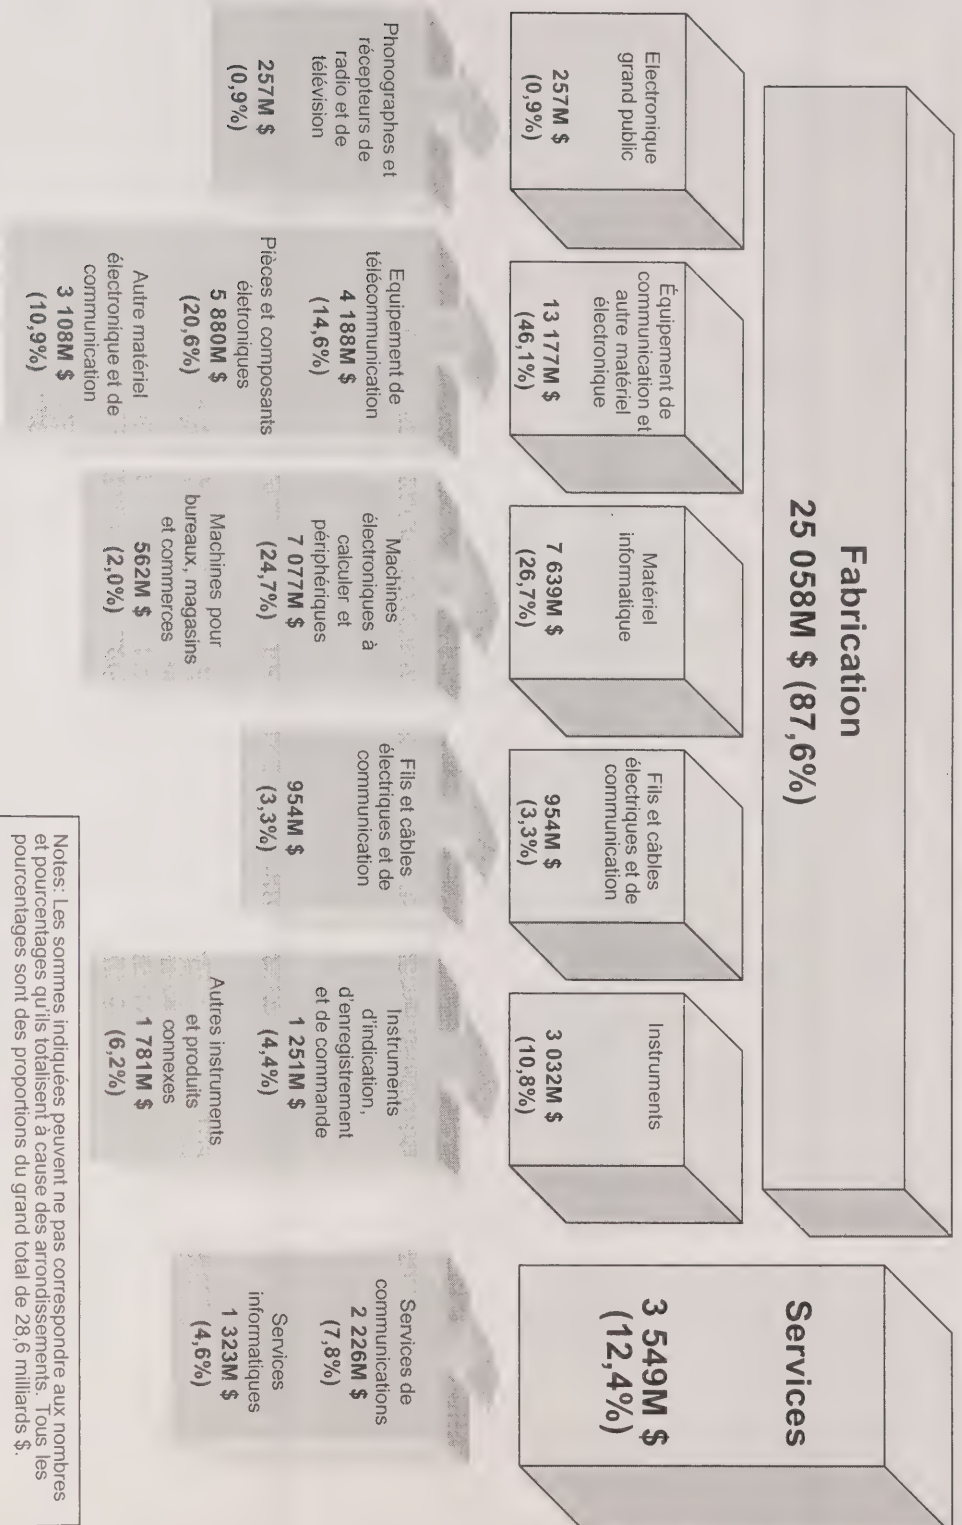 Fabrication
25 058M $ (87,6%)
Services
3 549M $
(12,4%)
Electronique
grand public
257M $
(0,9%)
Équipement de
communication et
autre matériel
électronique
13 177M $
(46,1%)
Matériel
informatique
7 639M $
(26,7%)
Fils et câbles
électriques et de
communication
954M $
(3,3%)
Instruments
3 032M $
(10,8%)
Phonographes et
récepteurs de
radio et de
télévision
257M $
(0,9%)
Equipement de
télécommunication
4 188M $
(14,6%)
Pièces et composants
életroniques
5 880M $
(20,6%)
Autre matériel
électronique et de
communication
3 108M $
(10,9%)
Machines
électroniques à
calculer et
périphériques
7 077M $
(24,7%)
Machines pour
bureaux, magasins
et commerces
562M $
(2,0%)
Fils et câbles
électriques et de
communication
954M $
(3,3%)
Instruments
d'indication,
d'enregistrement
et de commande
1 251M $
(4,4%)
Autres instruments
et produits
connexes
1 781M $
(6,2%)
Services de
communications
2 226M $
(7,8%)
Services
informatiques
1 323M $
(4,6%)
Notes: Les sommes indiquées peuvent ne pas correspondre aux nombres
et pourcentages qu'ils totalisent à cause des arrondissements. Tous les
pourcentages sont des proportions du grand total de 28,6 milliards $.